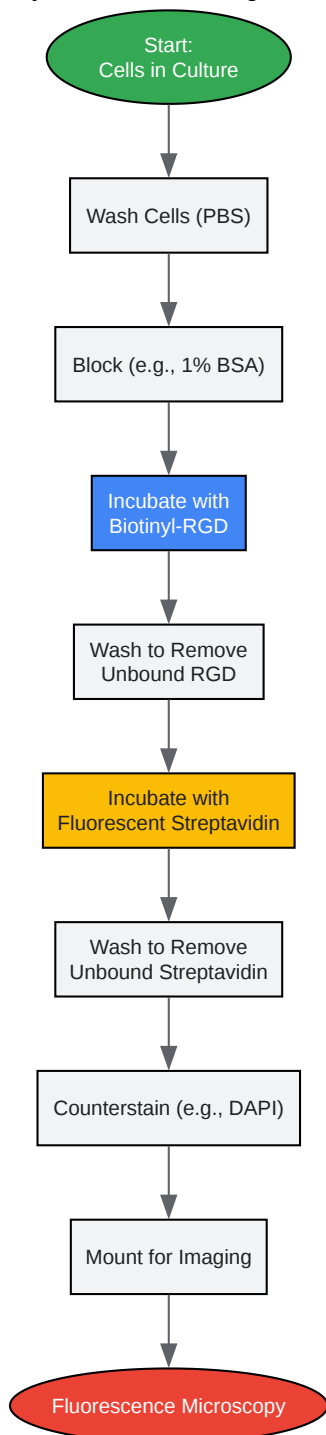 Start:
Cells in Culture
Wash Cells (PBS)
Block (e.g., 1% BSA)
Incubate with
Biotinyl-RGD
Wash to Remove
Unbound RGD
Incubate with
Fluorescent Streptavidin
Wash to Remove
Unbound Streptavidin
Counterstain (e.g., DAPI)
Mount for Imaging
Fluorescence Microscopy